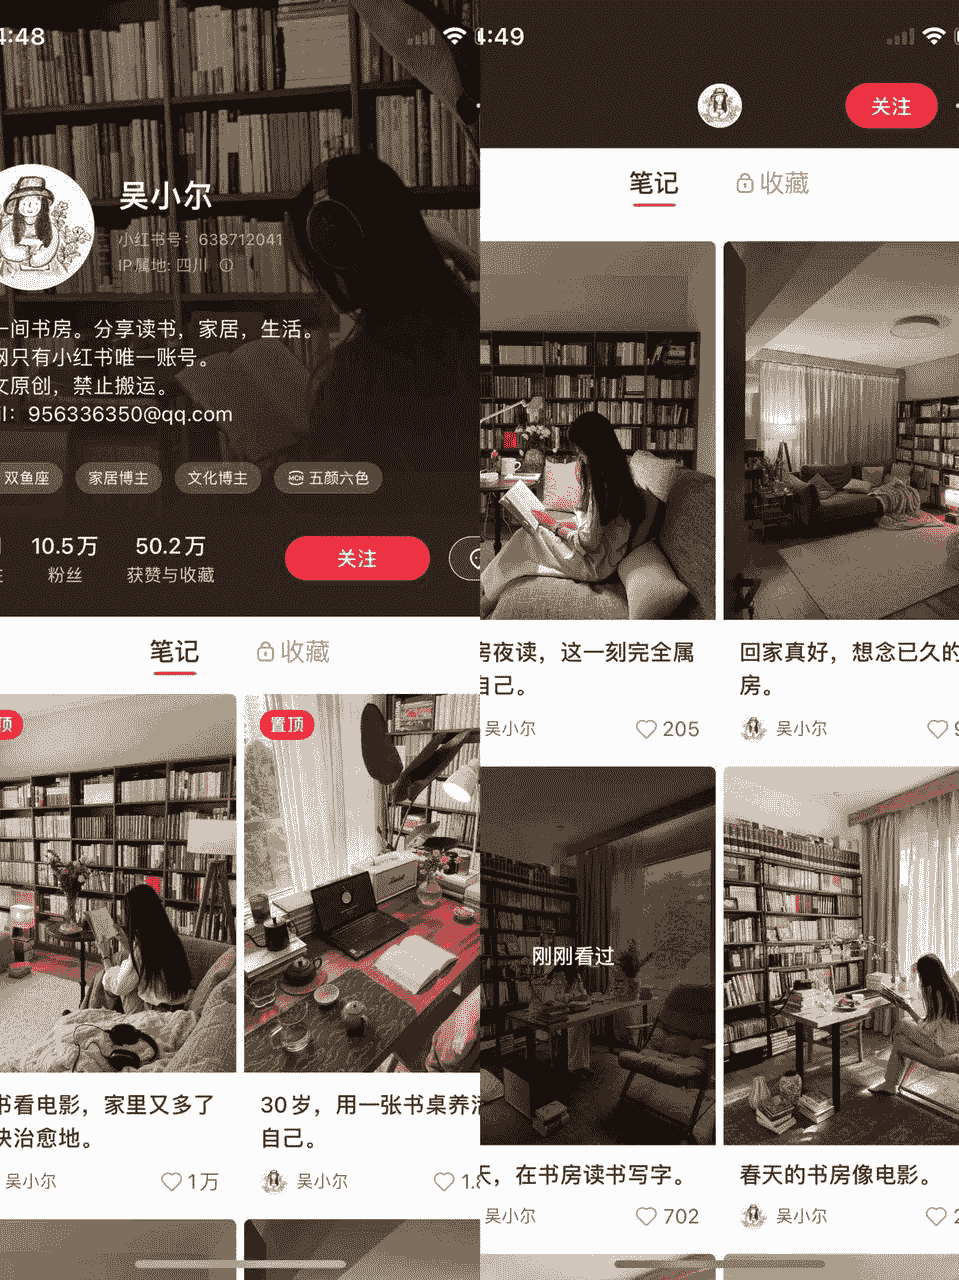 4:48
吴小尔
小红书号：638712041
IP属地: 四川
一间书房。分享读书，家居，生活。
网只有小红书唯一账号。
文原创，禁止搬运。
il：956336350@qq.com
双鱼座
家居博主
文化博主
MCN 五颜六色
10.5万
50.2万
粉丝
获赞与收藏
关注
笔记
收藏
顶
置顶
书看电影，家里又多了
块治愈地。
吴小尔
1万
30岁，用一张书桌养活
自己。
吴小尔
1.8
4:49
关注
笔记
收藏
房夜读，这一刻完全属
自己。
吴小尔
205
回家真好，想念已久的
房。
吴小尔
9
刚刚看过
天，在书房读书写字。
吴小尔
702
春天的书房像电影。
吴小尔
2